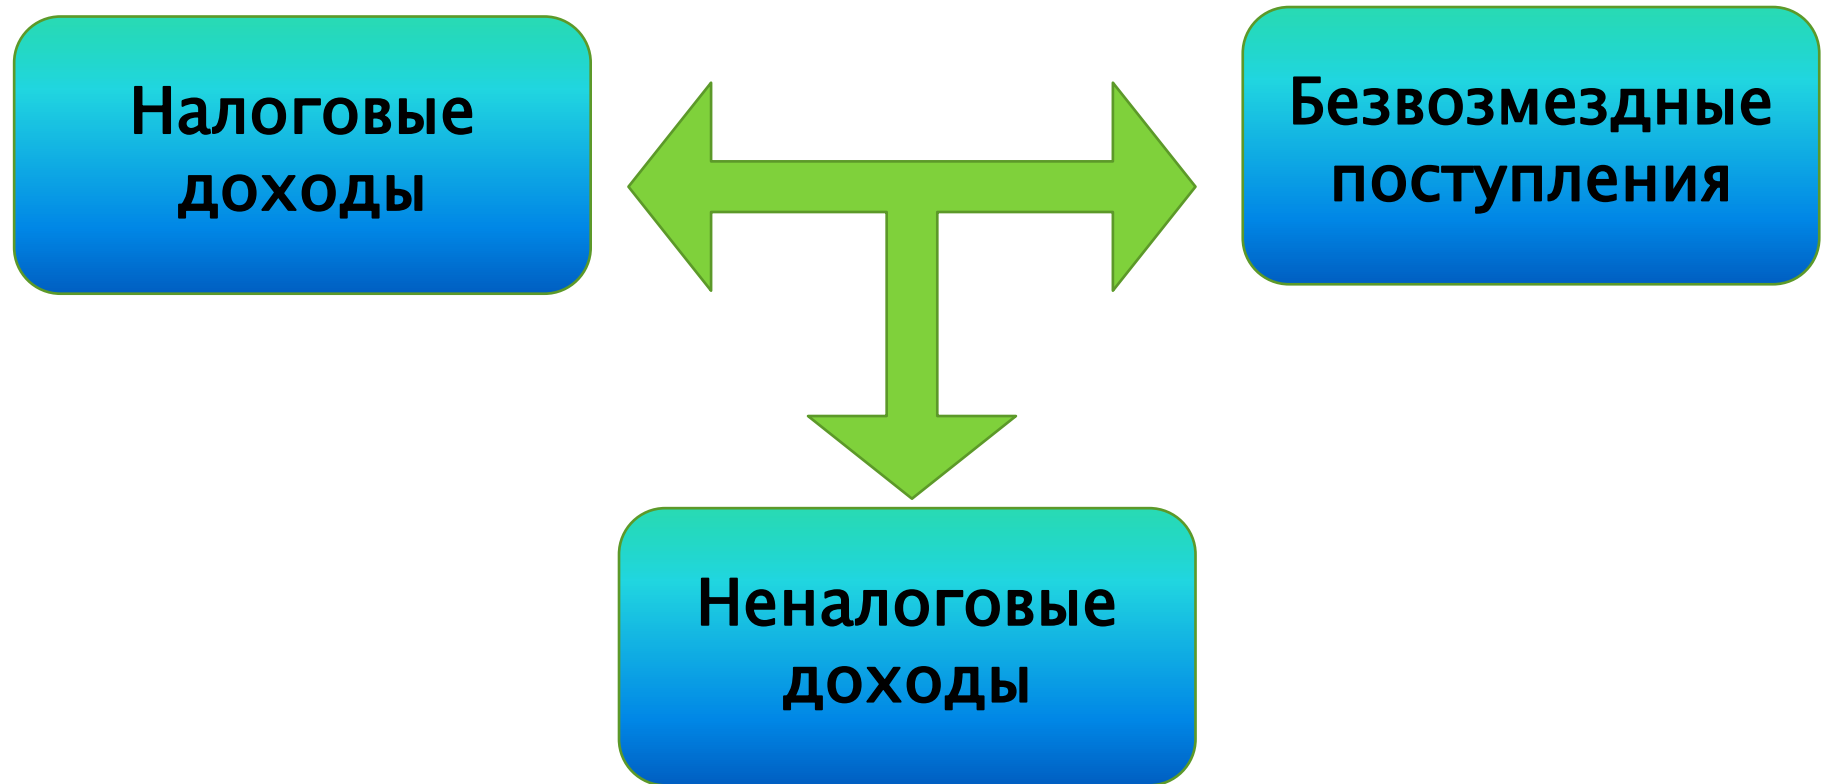 Налоговые
доходы
Безвозмездные
поступления
Неналоговые
доходы